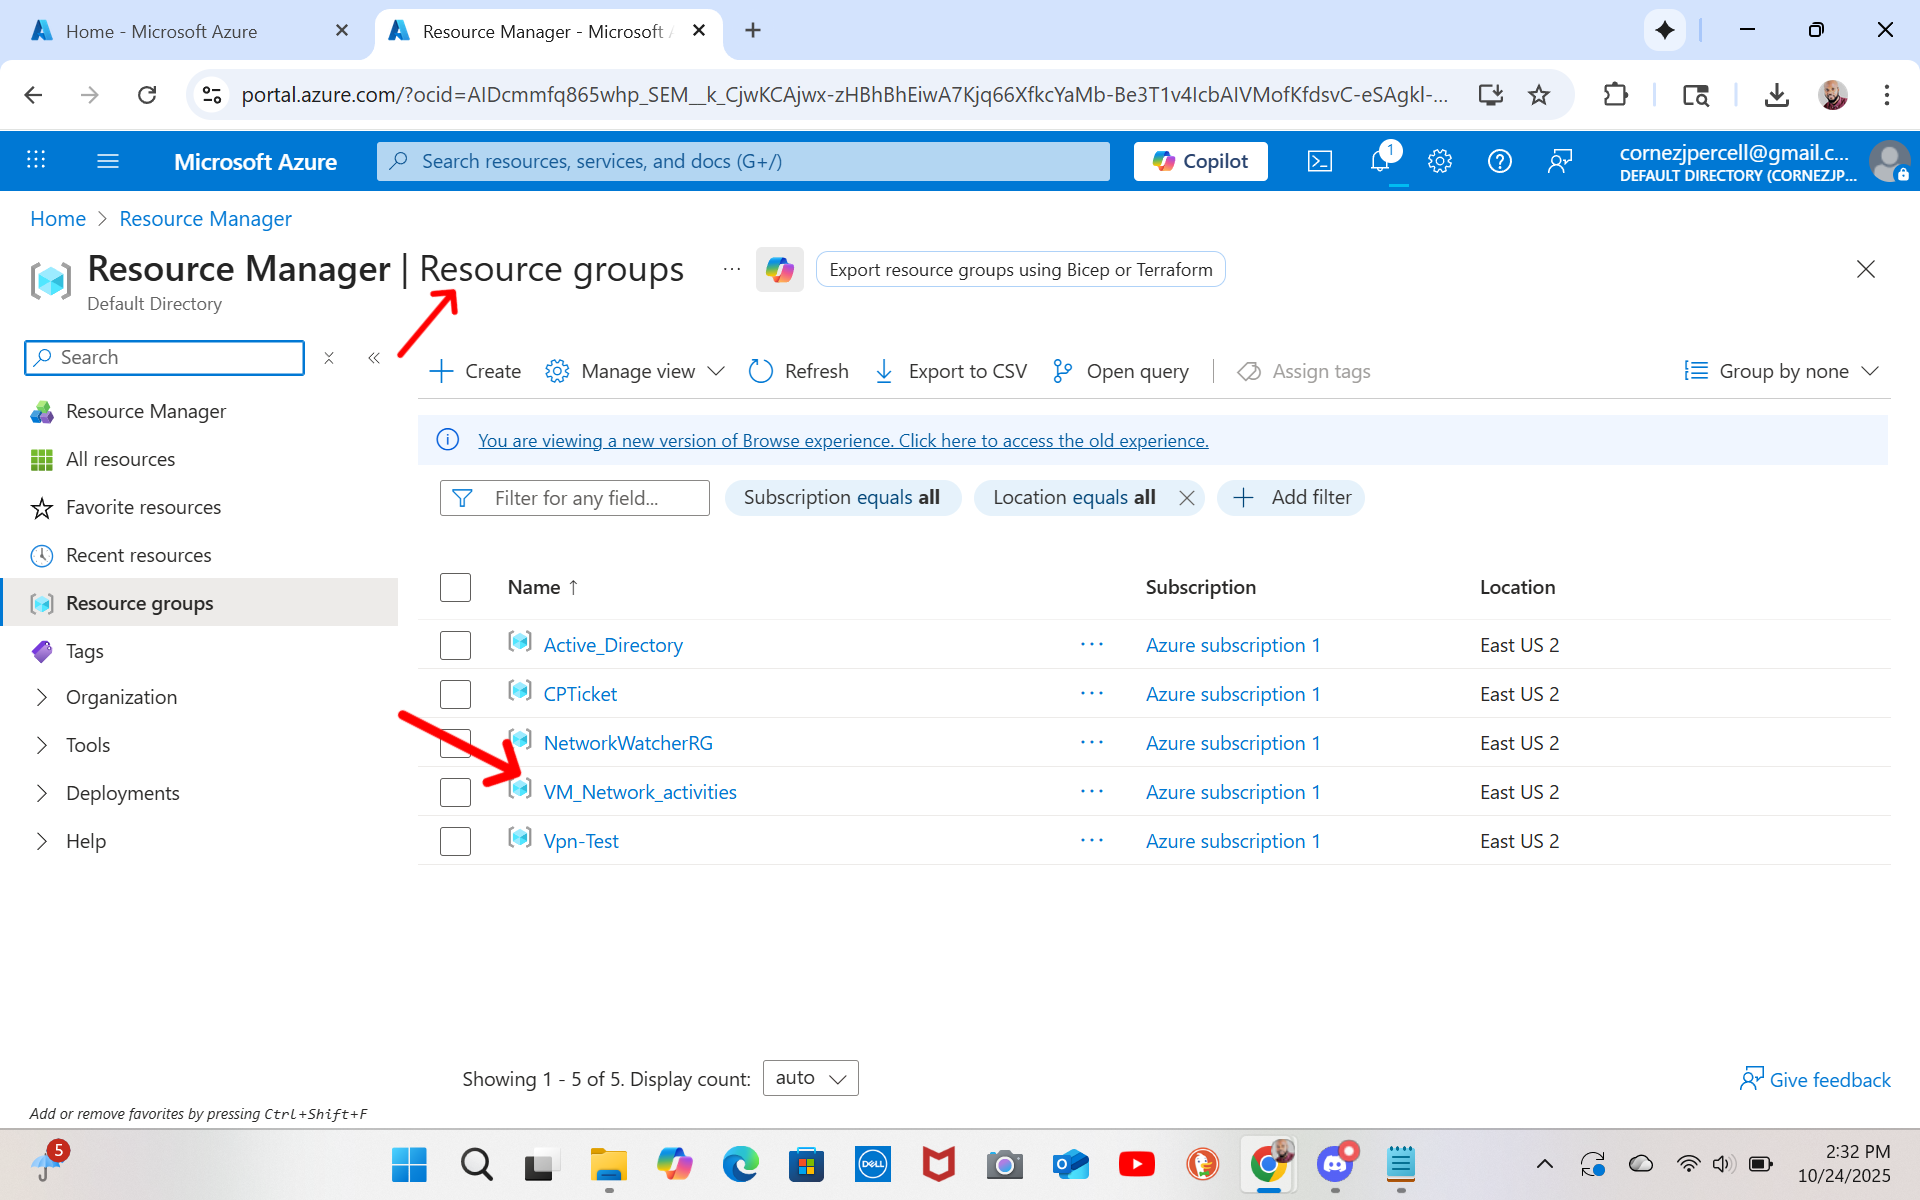 Home - Microsoft Azure
Resource Manager - Microsoft
portal.azure.com/?ocid=AIDcmmfq865whp_SEM__k_CjwKCAjwx-zHBhBhEiwA7Kjq66XfkcYaMb-Be3T1v4IcbAIVMofKfdsvC-eSAgkI-...
Microsoft Azure
Search resources, services, and docs (G+/)
Copilot
1
cornezjpercell@gmail.c...
DEFAULT DIRECTORY (CORNEZJP...
Home > Resource Manager
Resource Manager | Resource groups
...
Export resource groups using Bicep or Terraform
Default Directory
Search
Create
Manage view
Refresh
Export to CSV
Open query
Assign tags
Group by none
Resource Manager
All resources
Favorite resources
Recent resources
Resource groups
Tags
Organization
Tools
Deployments
Help
You are viewing a new version of Browse experience. Click here to access the old experience.
Filter for any field...
Subscription equals all
Location equals all
Add filter
Name ↑ Subscription Location
Active_Directory ... Azure subscription 1 East US 2
CPTicket ... Azure subscription 1 East US 2
NetworkWatcherRG ... Azure subscription 1 East US 2
VM_Network_activities ... Azure subscription 1 East US 2
Vpn-Test ... Azure subscription 1 East US 2
Showing 1 - 5 of 5. Display count: auto
Give feedback
Add or remove favorites by pressing Ctrl+Shift+F
5
DELL
2:32 PM
10/24/2025